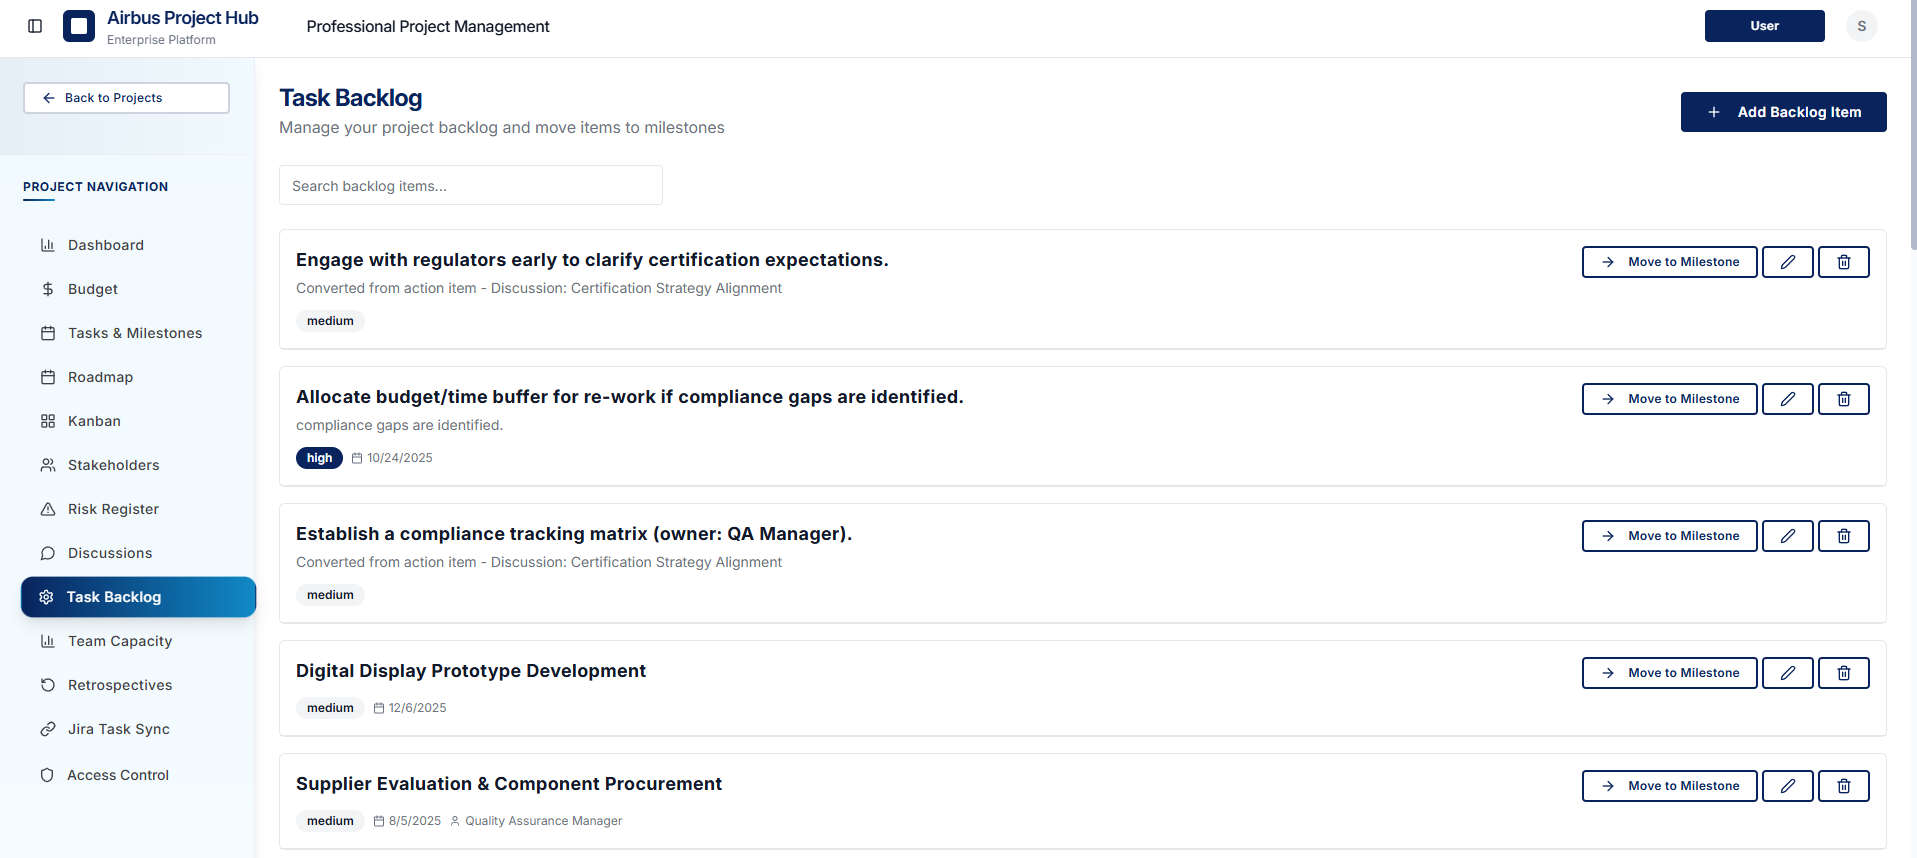 Airbus Project Hub
Enterprise Platform
Professional Project Management
User
S
Back to Projects
PROJECT NAVIGATION
Dashboard
Budget
Tasks & Milestones
Roadmap
Kanban
Stakeholders
Risk Register
Discussions
Task Backlog
Team Capacity
Retrospectives
Jira Task Sync
Access Control
Task Backlog
Manage your project backlog and move items to milestones
Add Backlog Item
Search backlog items...
Engage with regulators early to clarify certification expectations.
Converted from action item - Discussion: Certification Strategy Alignment
medium
Move to Milestone
Allocate budget/time buffer for re-work if compliance gaps are identified.
compliance gaps are identified.
high 10/24/2025
Move to Milestone
Establish a compliance tracking matrix (owner: QA Manager).
Converted from action item - Discussion: Certification Strategy Alignment
medium
Move to Milestone
Digital Display Prototype Development
medium 12/6/2025
Move to Milestone
Supplier Evaluation & Component Procurement
medium 8/5/2025 Quality Assurance Manager
Move to Milestone